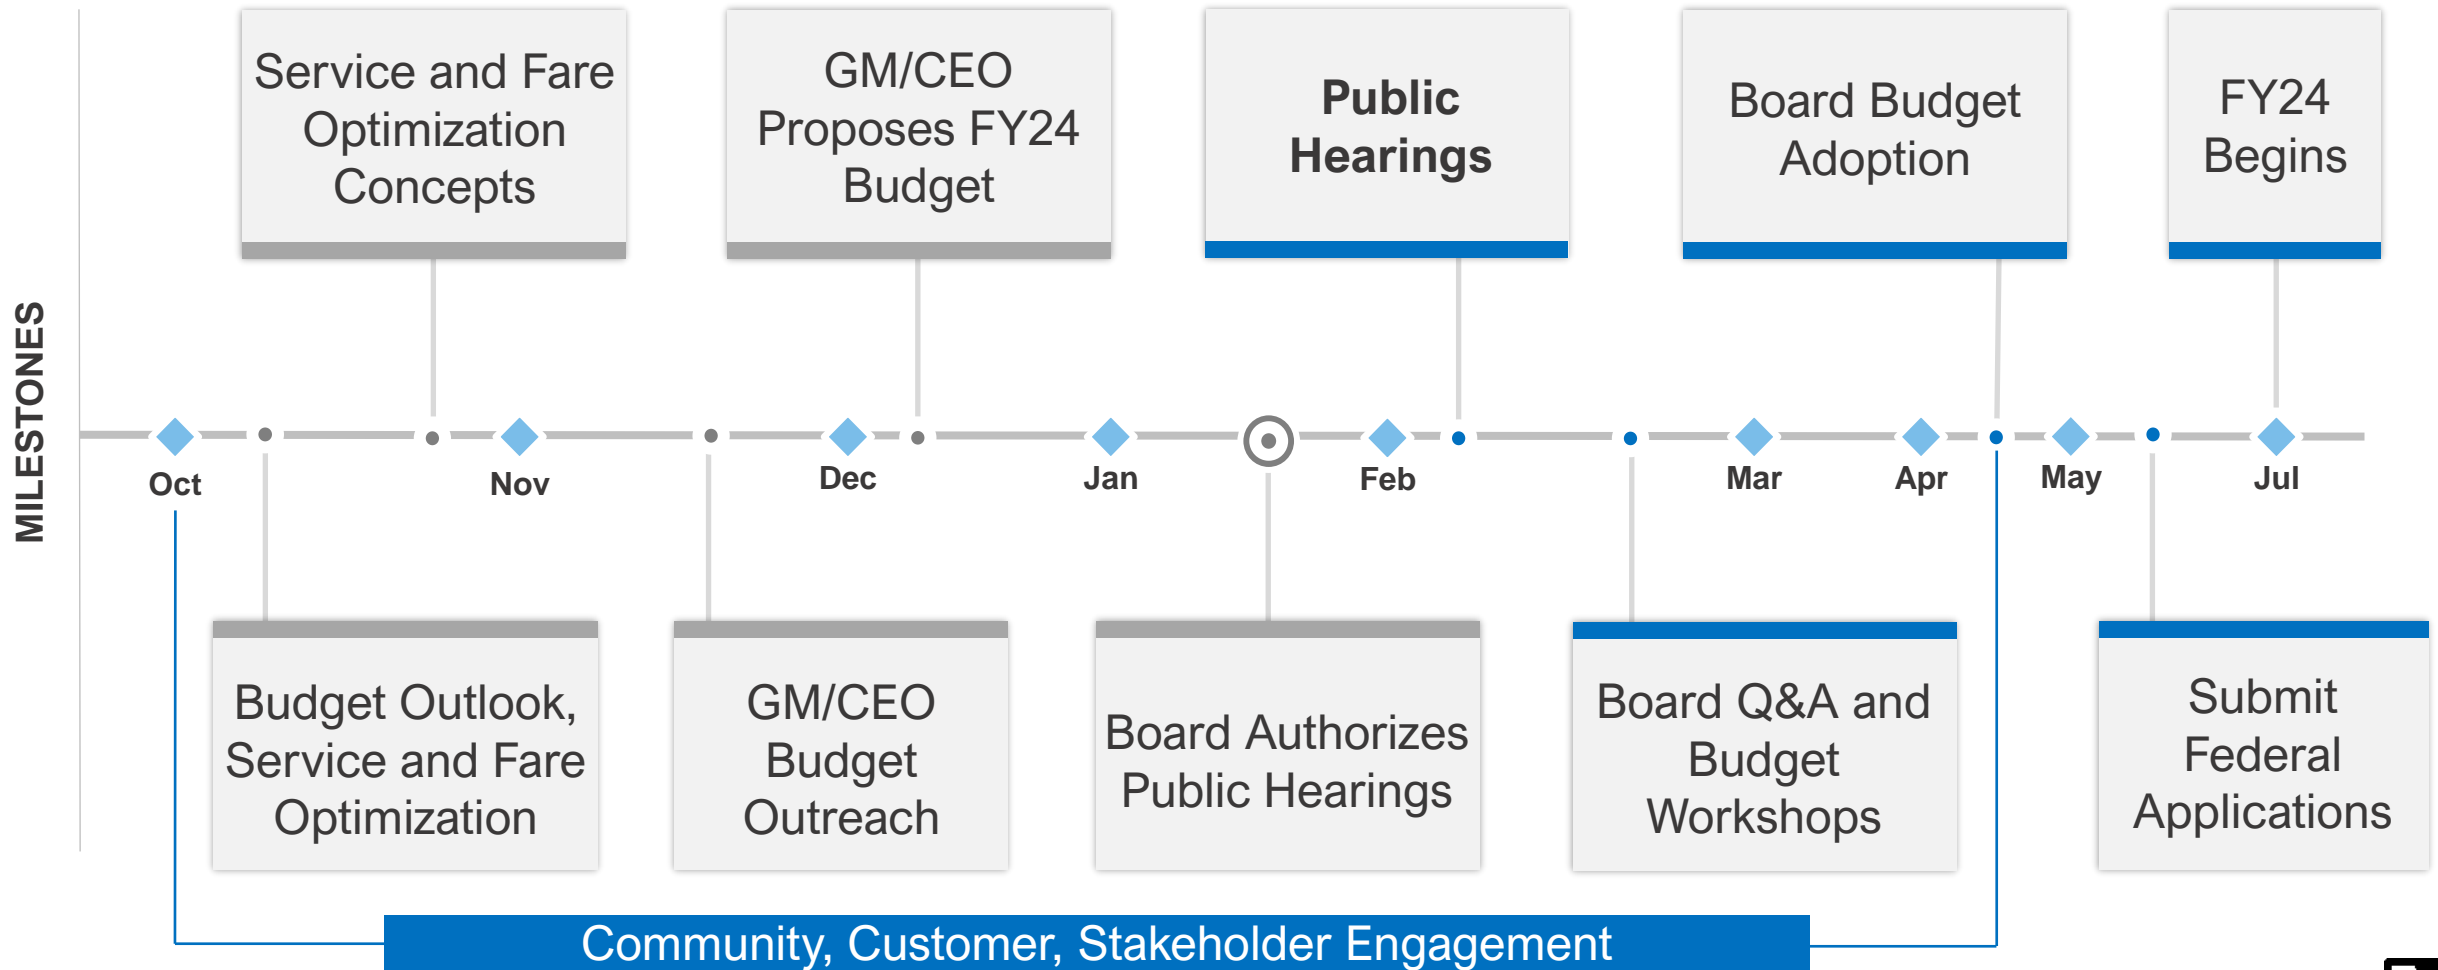 MILESTONES
Service and Fare
Optimization
Concepts
GM/CEO
Proposes FY24
Budget
Public
Hearings
Board Budget
Adoption
FY24
Begins
Oct
Nov
Dec
Jan
Feb
Mar
Apr
May
Jul
Budget Outlook,
Service and Fare
Optimization
GM/CEO
Budget
Outreach
Board Authorizes
Public Hearings
Board Q&A and
Budget
Workshops
Submit
Federal
Applications
Community, Customer, Stakeholder Engagement